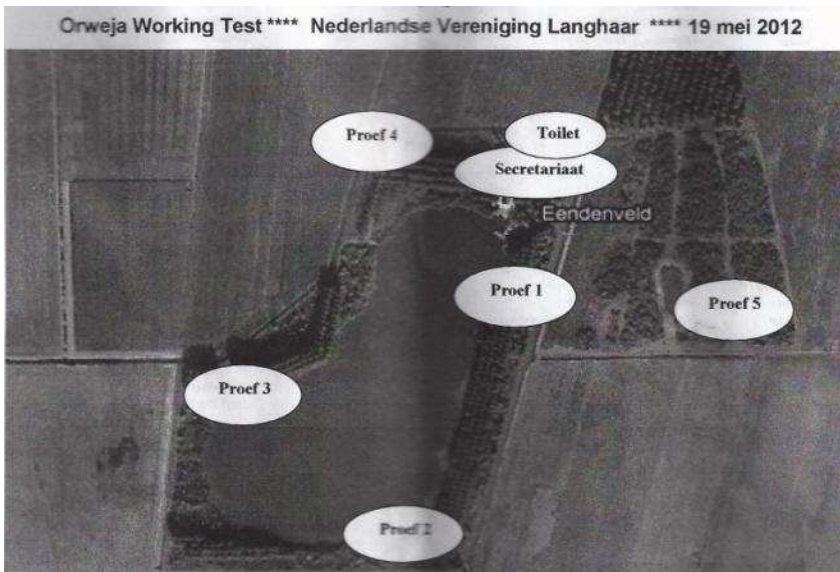 Orweja Working Test **** Nederlandse Vereniging Langhaar **** 19 mei 2012
Proef 4
Toilet
Secretariaat
Eendenveld
Proef 1
Proef 5
Proef 3
Proef 2